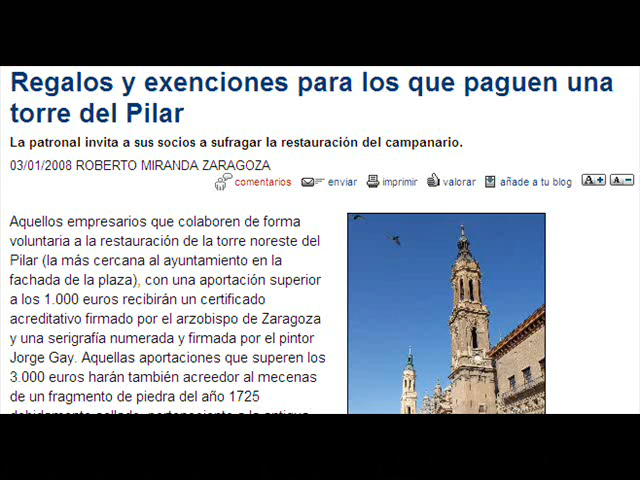 Regalos y exenciones para los que paguen una
torre del Pilar
La patronal invita a sus socios a sufragar la restauración del campanario.
03/01/2008 ROBERTO MIRANDA ZARAGOZA
comentarios enviar imprimir valorar añade a tu blog A+ A-
Aquellos empresarios que colaboren de forma
voluntaria a la restauración de la torre noreste del
Pilar (la más cercana al ayuntamiento en la
fachada de la plaza), con una aportación superior
a los 1.000 euros recibirán un certificado
acreditativo firmado por el arzobispo de Zaragoza
y una serigrafía numerada y firmada por el pintor
Jorge Gay. Aquellas aportaciones que superen los
3.000 euros harán también acreedor al mecenas
de un fragmento de piedra del año 1725
debidamente sellado, perteneciente a la antigua